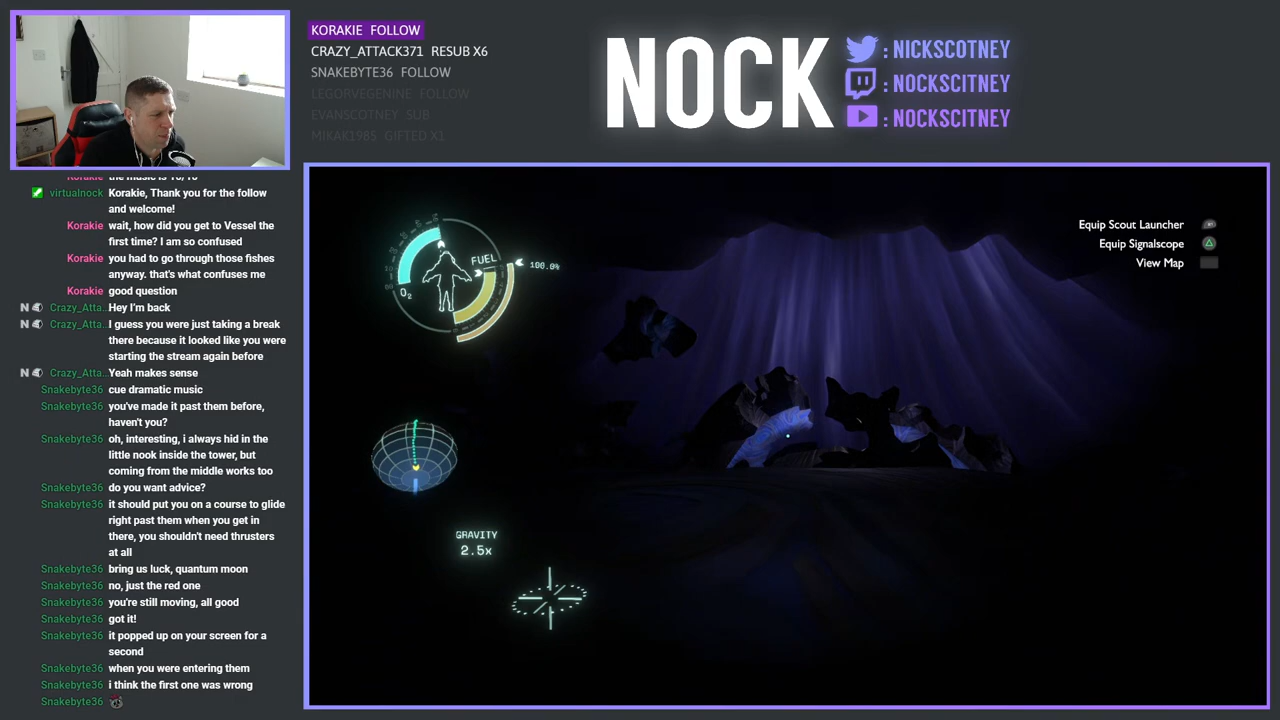 KORAKIE FOLLOW
CRAZY_ATTACK371 RESUB X6
SNAKEBYTE36 FOLLOW
LEGORVEGENINE FOLLOW
EVANSCOTNEY SUB
MIKAK1985 GIFTED X1
NOCK
: NICKSCOTNEY
: NOCKSCITNEY
: NOCKSCITNEY
Korakie the music is 10/10
virtualnock Korakie, Thank you for the follow
and welcome!
Korakie wait, how did you get to Vessel the
first time? I am so confused
Korakie you had to go through those fishes
anyway. that's what confuses me
Korakie good question
N Crazy_Atta.. Hey I'm back
N Crazy_Atta.. I guess you were just taking a break
there because it looked like you were
starting the stream again before
N Crazy_Atta.. Yeah makes sense
Snakebyte36 cue dramatic music
Snakebyte36 you've made it past them before,
haven't you?
Snakebyte36 oh, interesting, i always hid in the
little nook inside the tower, but
coming from the middle works too
Snakebyte36 do you want advice?
Snakebyte36 it should put you on a course to glide
right past them when you get in
there, you shouldn't need thrusters
at all
Snakebyte36 bring us luck, quantum moon
Snakebyte36 no, just the red one
Snakebyte36 you're still moving, all good
Snakebyte36 got it!
Snakebyte36 it popped up on your screen for a
second
Snakebyte36 when you were entering them
Snakebyte36 i think the first one was wrong
Snakebyte36
FUEL
100.0%
O2
GRAVITY
2.5x
Equip Scout Launcher
Equip Signalscope
View Map